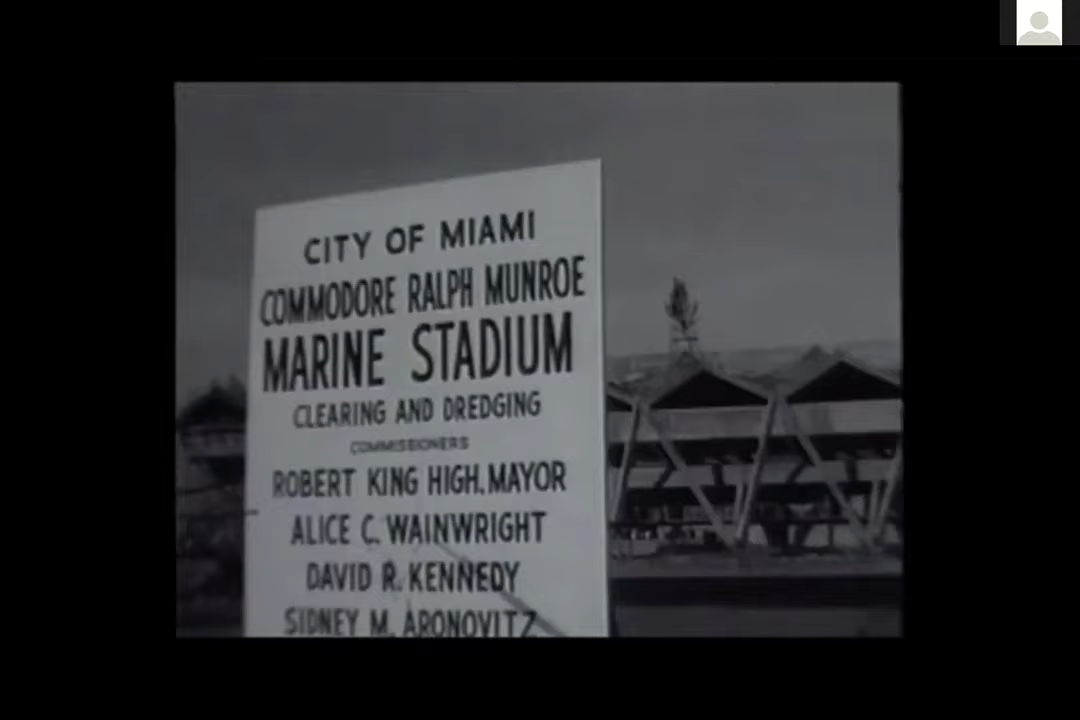 CITY OF MIAMI
COMMODORE RALPH MUNROE
MARINE STADIUM
CLEARING AND DREDGING
COMMISSIONERS
ROBERT KING HIGH. MAYOR
ALICE C. WAINWRIGHT
DAVID R. KENNEDY
SIDNEY M. ARONOVITZ